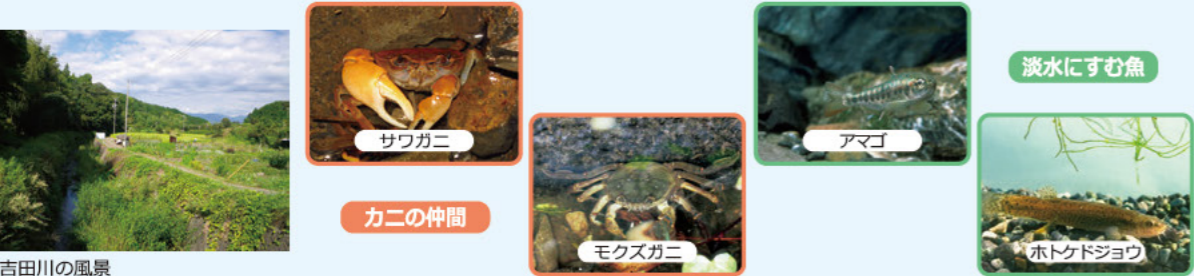 サワガニ
カニの仲間
モクズガニ
アマゴ
淡水にすむ魚
ホトケドジョウ
吉田川の風景